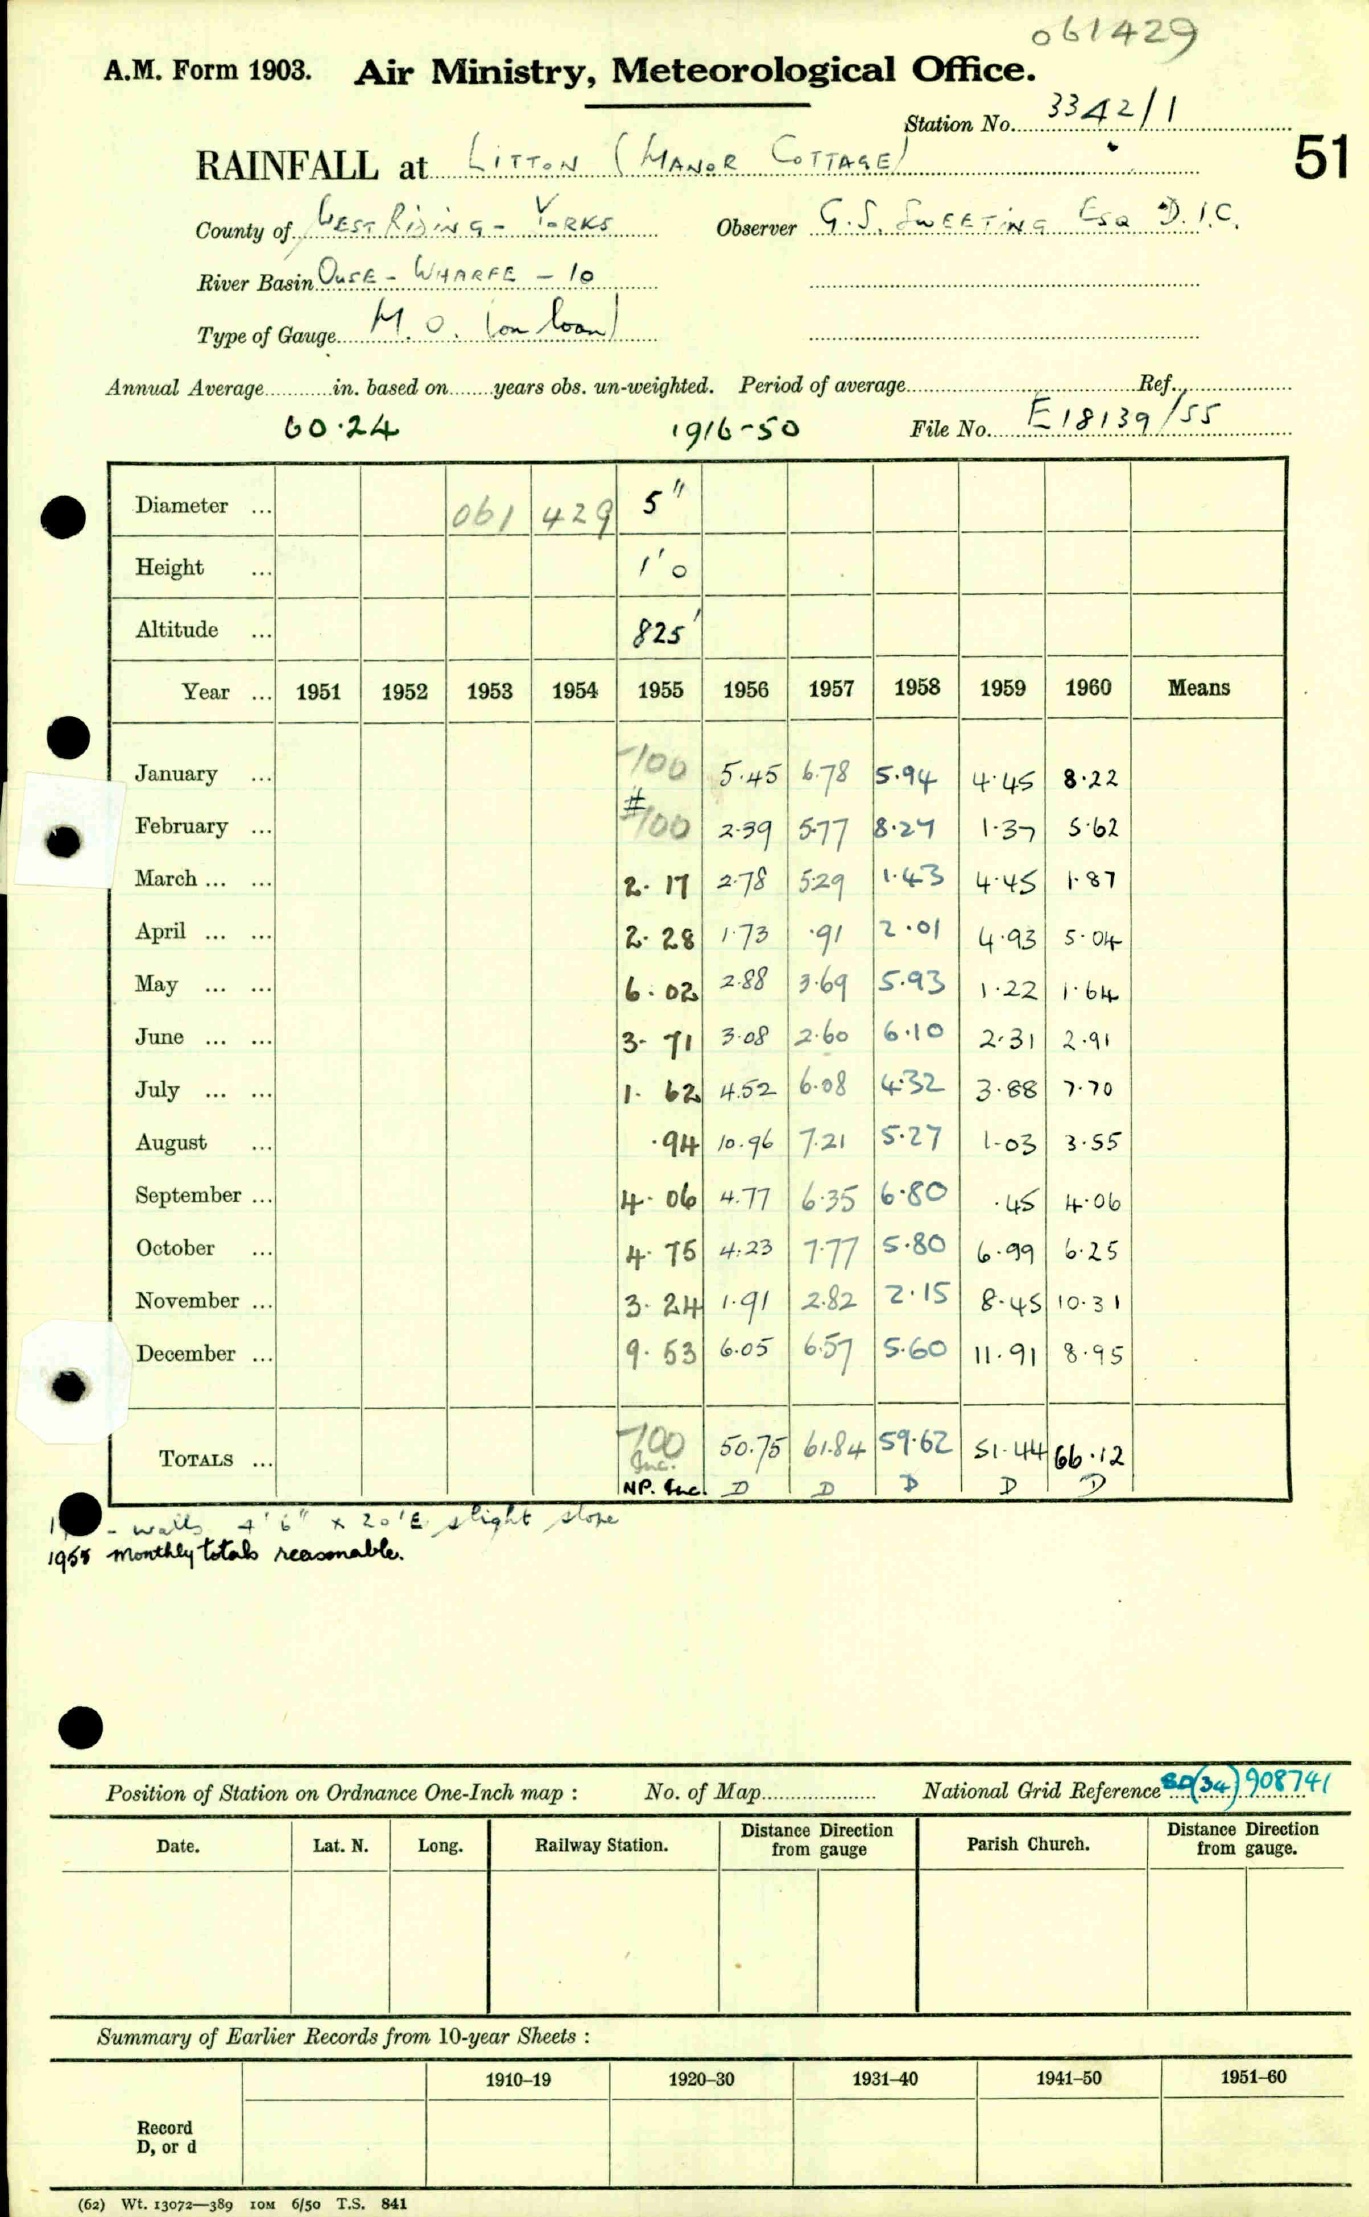 061429
A.M. Form 1903. Air Ministry, Meteorological Office.
Station No. 3342/1
51
RAINFALL at LITTON (MANOR COTTAGE)
County of WEST RIDING - YORKS Observer G.S. SWEETING ESQ D.I.C.
River Basin OUSE - WHARFE - 10
Type of Gauge M.O. (on loan)
Annual Average in. based on years obs. un-weighted. Period of average Ref.
60.24 1916-50 File No. E18139/55
Diameter ... 061 429 5"
Height ... 1'0
Altitude ... 825'
Year ... 1951 1952 1953 1954 1955 1956 1957 1958 1959 1960 Means
January ... -100 5.45 6.78 5.94 4.45 8.22
February ... # -100 2.39 5.77 8.27 1.37 5.62
March ... ... 2.17 2.78 5.29 1.43 4.45 1.87
April ... ... 2.28 1.73 .91 2.01 4.93 5.04
May ... ... 6.02 2.88 3.69 5.93 1.22 1.64
June ... ... 3.71 3.08 2.60 6.10 2.31 2.91
July ... ... 1.62 4.52 6.08 4.32 3.88 7.70
August ... .94 10.96 7.21 5.27 1.03 3.55
September ... 4.06 4.77 6.35 6.80 .45 4.06
October ... 4.75 4.23 7.77 5.80 6.99 6.25
November ... 3.24 1.91 2.82 2.15 8.45 10.31
December ... 9.53 6.05 6.57 5.60 11.91 8.95
TOTALS ... -100 50.75 61.84 59.62 51.44 66.12
Inc.
NP. Inc. D D D D D
- walls 4'6" x 20'E slight slope
1955 monthly totals reasonable.
Position of Station on Ordnance One-Inch map : No. of Map National Grid Reference SD(34) 908741
Date. Lat. N. Long. Railway Station. Distance Direction from gauge Parish Church. Distance Direction from gauge.
Summary of Earlier Records from 10-year Sheets :
1910–19 1920–30 1931–40 1941–50 1951–60
Record
D, or d
(62) Wt. 13072—389 10M 6/50 T.S. 841